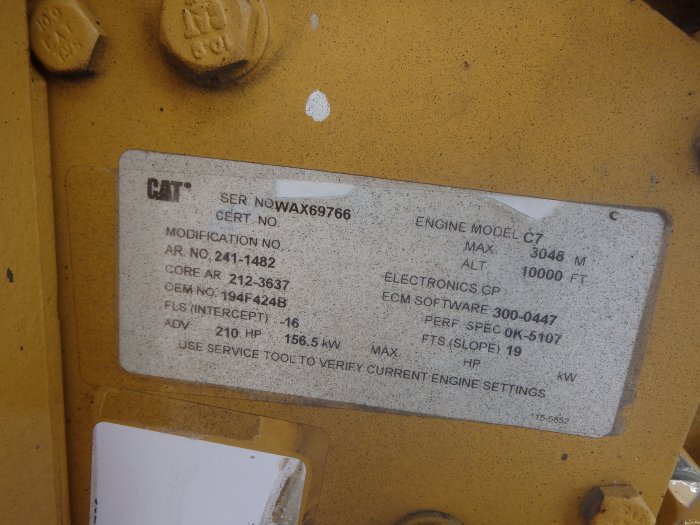 CAT
SER. NO. WAX69766
CERT. NO.
MODIFICATION NO.
AR. NO. 241-1482
CORE AR 212-3637
OEM NO. 194F424B
FLS (INTERCEPT) -16
ADV 210 HP 156.5 kW
ENGINE MODEL C7
MAX. 3048 M
ALT 10000 FT
ELECTRONICS GP
ECM SOFTWARE 300-0447
PERF SPEC 0K-5107
FTS (SLOPE) 19
MAX HP kW
USE SERVICE TOOL TO VERIFY CURRENT ENGINE SETTINGS